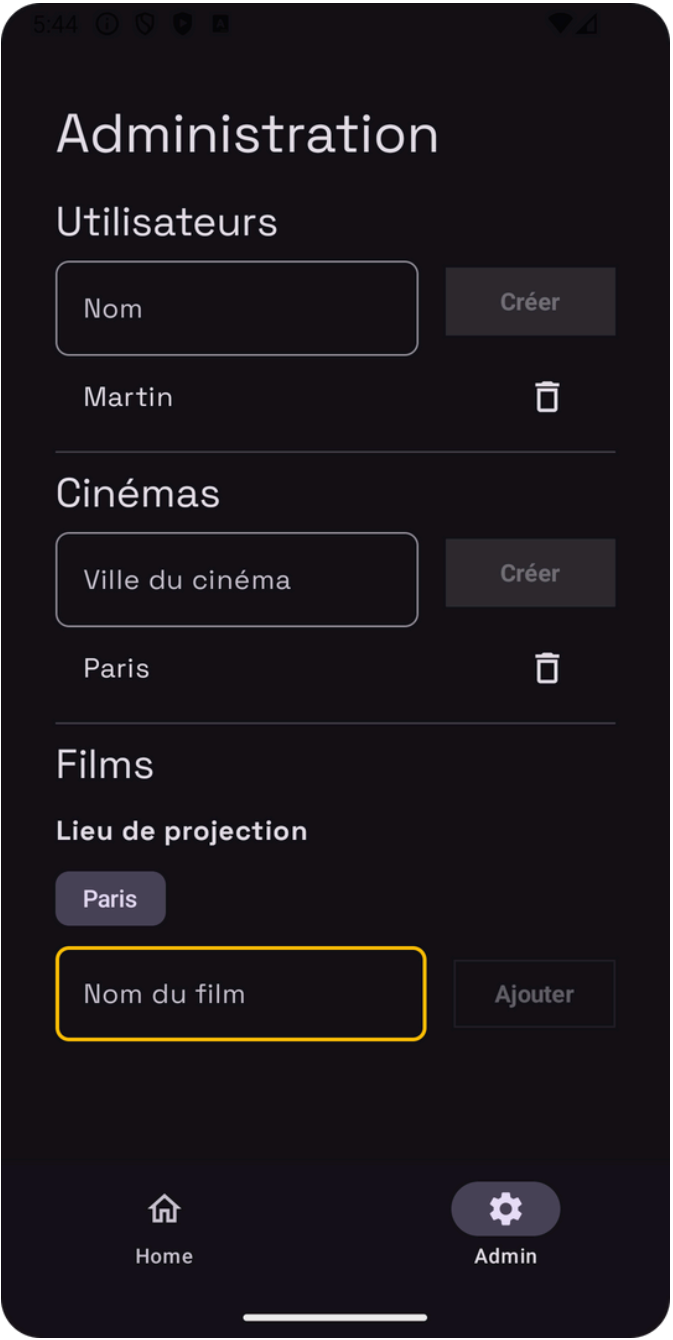 5:44
Administration
Utilisateurs
Nom
Créer
Martin
Cinémas
Ville du cinéma
Créer
Paris
Films
Lieu de projection
Paris
Nom du film
Ajouter
Home
Admin